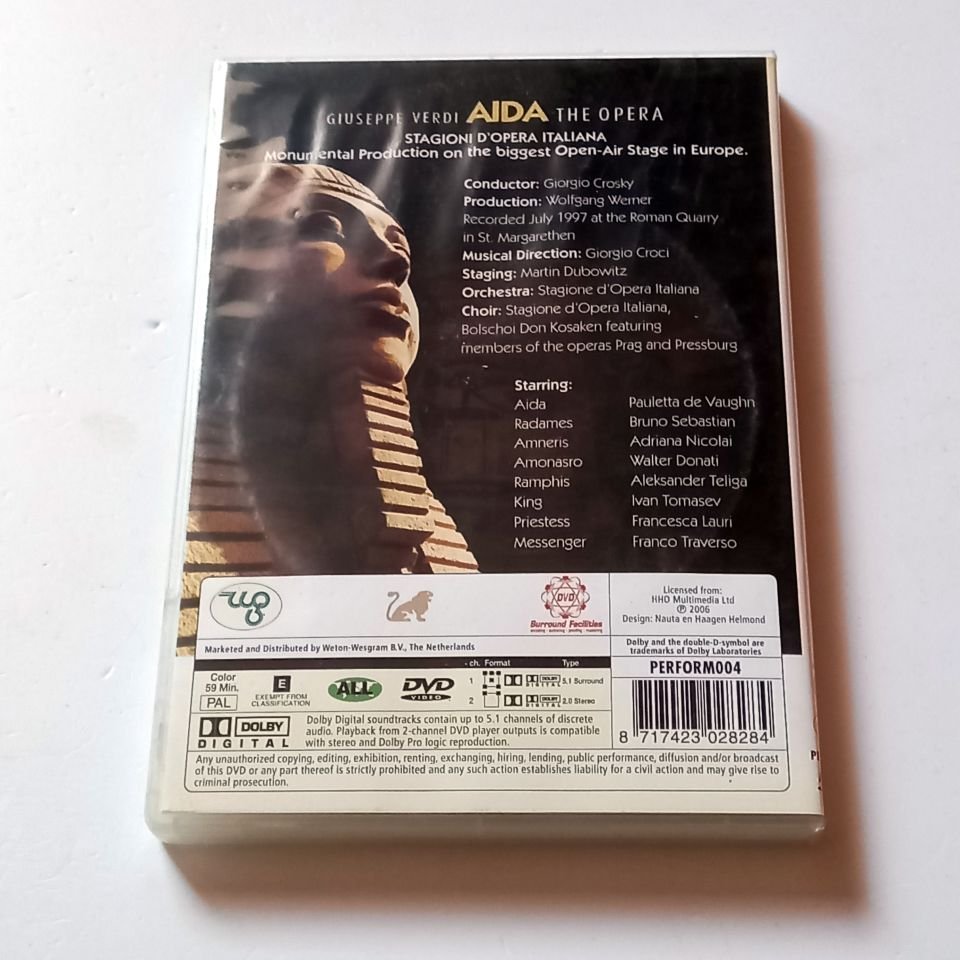 GIUSEPPE VERDI AIDA THE OPERA
STAGIONI D'OPERA ITALIANA
Monumental Production on the biggest Open-Air Stage in Europe.
Conductor: Giorgio Crosky
Production: Wolfgang Werner
Recorded July 1997 at the Roman Quarry
in St. Margarethen
Musical Direction: Giorgio Croci
Staging: Martin Dubowitz
Orchestra: Stagione d'Opera Italiana
Choir: Stagione d'Opera Italiana,
Bolschoi Don Kosaken featuring
members of the operas Prag and Pressburg
Starring:
Aida Pauletta de Vaughn
Radames Bruno Sebastian
Amneris Adriana Nicolai
Amonasro Walter Donati
Ramphis Aleksander Teliga
King Ivan Tomasev
Priestess Francesca Lauri
Messenger Franco Traverso
DVD
Surround Facilities
encoding - authoring - proofing - mastering
Licensed from:
HHO Multimedia Ltd
℗ 2006
Design: Nauta en Haagen Helmond
Marketed and Distributed by Weton-Wesgram B.V., The Netherlands
Dolby and the double-D-symbol are
trademarks of Dolby Laboratories
Color
59 Min.
PAL
E
EXEMPT FROM
CLASSIFICATION
ALL
DVD
VIDEO
- ch. Format Type
1 DOLBY DIGITAL 5.1 Surround
2 DOLBY DIGITAL 2.0 Stereo
PERFORM004
8 717423 028284
DOLBY
DIGITAL
Dolby Digital soundtracks contain up to 5.1 channels of discrete
audio. Playback from 2-channel DVD player outputs is compatible
with stereo and Dolby Pro logic reproduction.
Any unauthorized copying, editing, exhibition, renting, exchanging, hiring, lending, public performance, diffusion and/or broadcast
of this DVD or any part thereof is strictly prohibited and any such action establishes liability for a civil action and may give rise to
criminal prosecution.